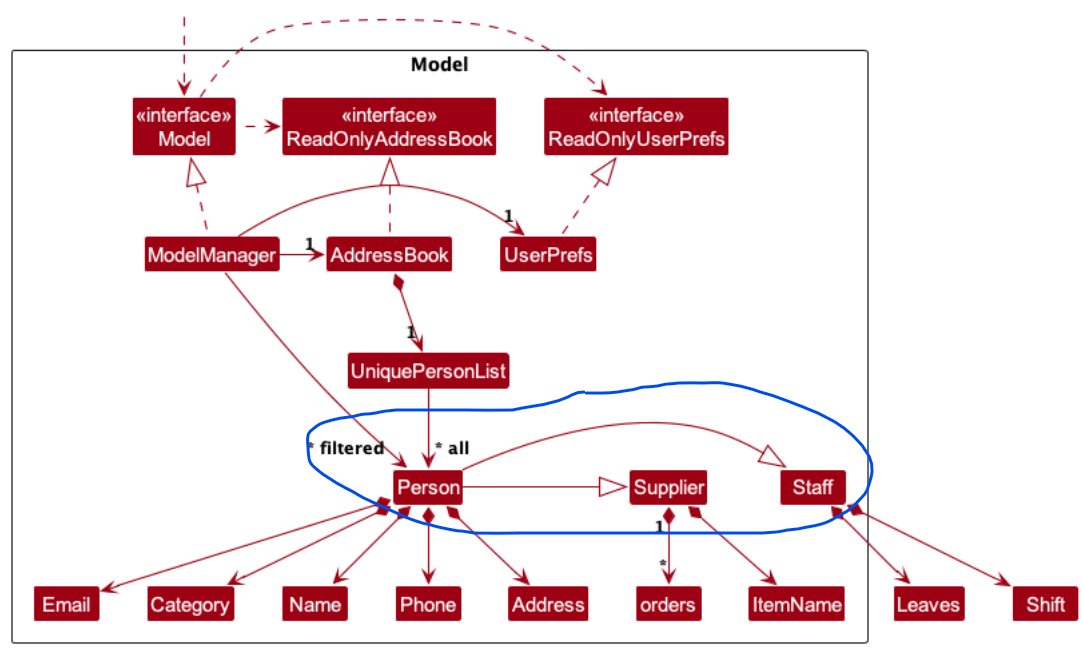 Model
«interface»
Model
«interface»
ReadOnlyAddressBook
«interface»
ReadOnlyUserPrefs
1
ModelManager
1
AddressBook
UserPrefs
1
UniquePersonList
* filtered
* all
Person
Supplier
Staff
1
*
Email
Category
Name
Phone
Address
orders
ItemName
Leaves
Shift